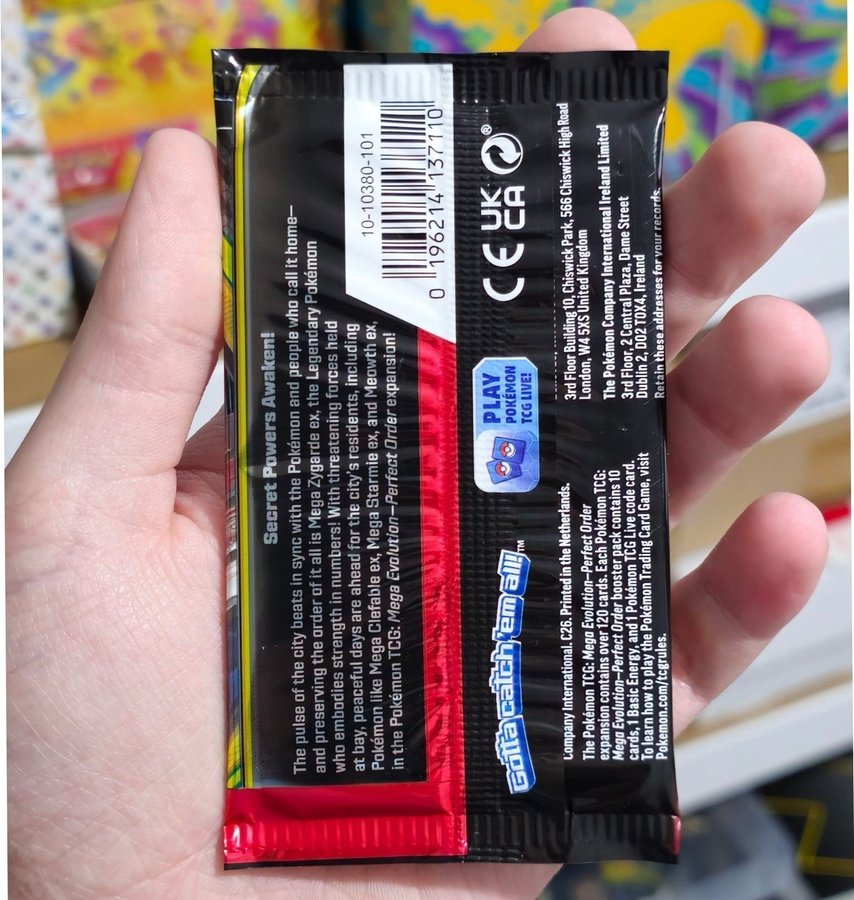 Secret Powers Awaken!
The pulse of the city beats in sync with the Pokémon and people who call it home—
and preserving the order of it all is Mega Zygarde ex, the Legendary Pokémon
who embodies strength in numbers! With threatening forces held
at bay, peaceful days are ahead for the city's residents, including
Pokémon like Mega Clefable ex, Mega Starmie ex, and Meowth ex,
in the Pokémon TCG: Mega Evolution—Perfect Order expansion!
10-10380-101
0 196214 137110
Gotta catch 'em all!™
PLAY
POKÉMON
TCG LIVE!
CE UK
CA ®
Company International. C26. Printed in the Netherlands.
The Pokémon TCG: Mega Evolution—Perfect Order
expansion contains over 120 cards. Each Pokémon TCG:
Mega Evolution—Perfect Order booster pack contains 10
cards, 1 Basic Energy, and 1 Pokémon TCG Live code card.
To learn how to play the Pokémon Trading Card Game, visit
Pokemon.com/tcgrules.
3rd Floor Building 10, Chiswick Park, 566 Chiswick High Road
London, W4 5XS United Kingdom
The Pokémon Company International Ireland Limited
3rd Floor, 2 Central Plaza, Dame Street
Dublin 2, D02 T0X4, Ireland
Retain these addresses for your records.